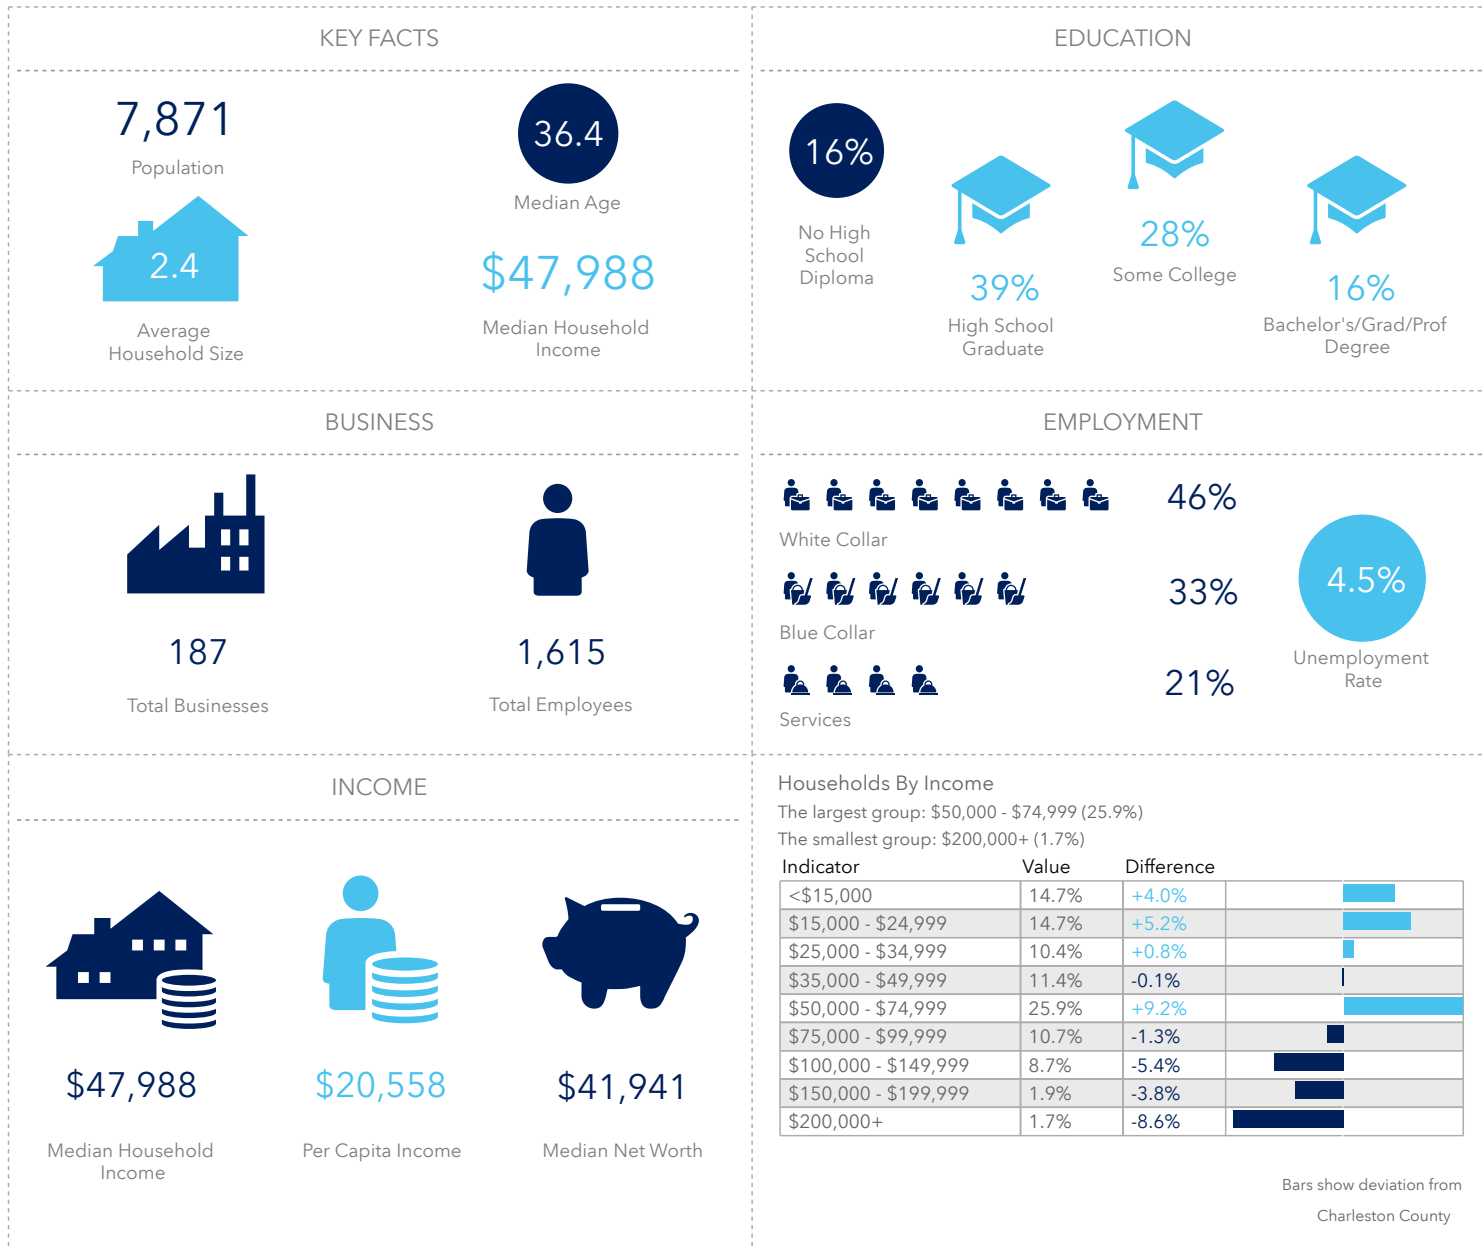 KEY FACTS
7,871
Population
36.4
Median Age
2.4
Average
Household Size
$47,988
Median Household
Income
EDUCATION
16%
No High
School
Diploma
39%
High School
Graduate
28%
Some College
16%
Bachelor's/Grad/Prof
Degree
BUSINESS
187
Total Businesses
1,615
Total Employees
EMPLOYMENT
46%
White Collar
33%
Blue Collar
21%
Services
4.5%
Unemployment
Rate
INCOME
$47,988
Median Household
Income
$20,558
Per Capita Income
$41,941
Median Net Worth
Households By Income
The largest group: $50,000 - $74,999 (25.9%)
The smallest group: $200,000+ (1.7%)
Indicator Value Difference
<$15,000 14.7% +4.0%
$15,000 - $24,999 14.7% +5.2%
$25,000 - $34,999 10.4% +0.8%
$35,000 - $49,999 11.4% -0.1%
$50,000 - $74,999 25.9% +9.2%
$75,000 - $99,999 10.7% -1.3%
$100,000 - $149,999 8.7% -5.4%
$150,000 - $199,999 1.9% -3.8%
$200,000+ 1.7% -8.6%
Bars show deviation from
Charleston County